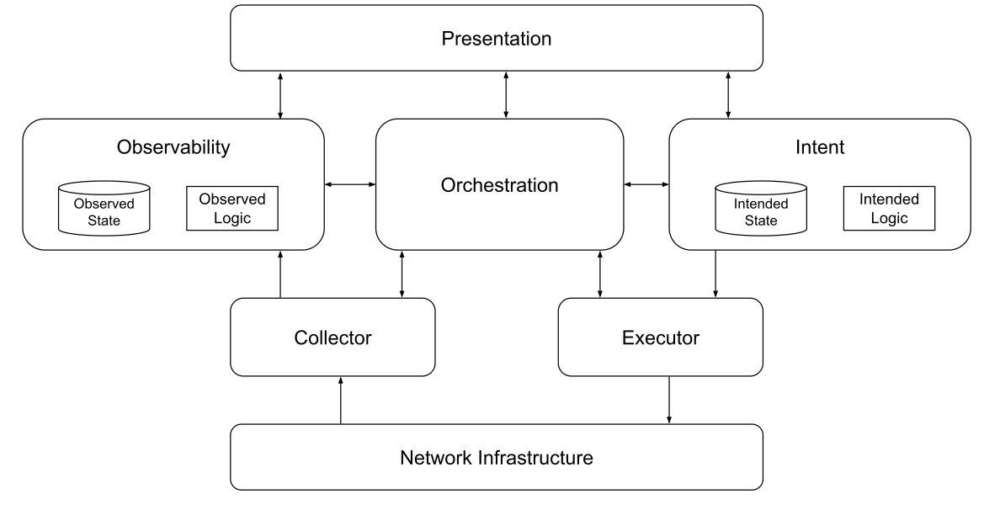 Presentation
Observability
Observed
State
Observed
Logic
Orchestration
Intent
Intended
State
Intended
Logic
Collector
Executor
Network Infrastructure